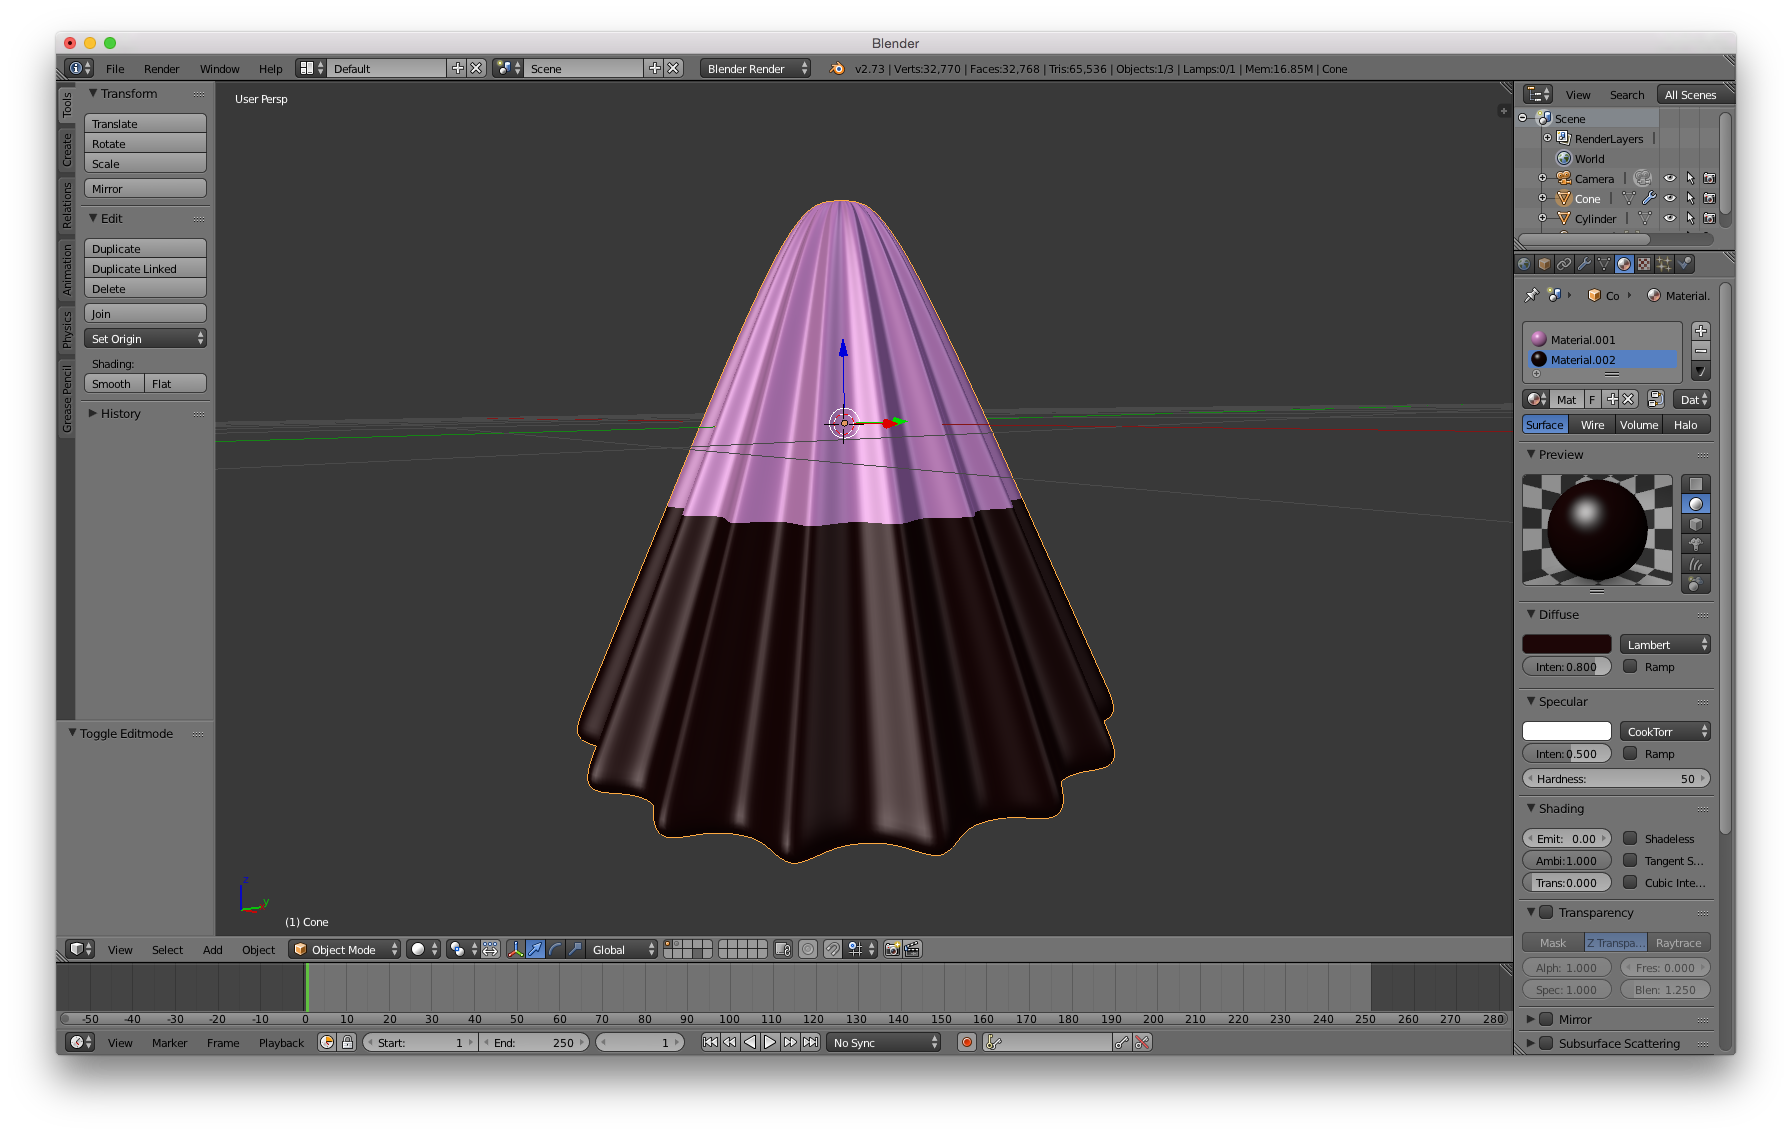 Blender
File Render Window Help Default Scene Blender Render v2.73 | Verts:32,770 | Faces:32,768 | Tris:65,536 | Objects:1/3 | Lamps:0/1 | Mem:16.85M | Cone
Tools
Create
Relations
Animation
Physics
Grease Pencil
Transform
Translate
Rotate
Scale
Mirror
Edit
Duplicate
Duplicate Linked
Delete
Join
Set Origin
Shading:
Smooth Flat
History
Toggle Editmode
User Persp
z
y
(1) Cone
View Search All Scenes
Scene
RenderLayers |
World
Camera |
Cone |
Cylinder |
Co Material.
Material.001
Material.002
Mat F Dat
Surface Wire Volume Halo
Preview
Diffuse
Lambert
Inten: 0.800 Ramp
Specular
CookTorr
Inten: 0.500 Ramp
Hardness: 50
Shading
Emit: 0.00 Shadeless
Ambi: 1.000 Tangent S...
Trans: 0.000 Cubic Inte...
Transparency
Mask Z Transpa... Raytrace
Alph: 1.000 Fres: 0.000
Spec: 1.000 Blen: 1.250
Mirror
Subsurface Scattering
View Select Add Object Object Mode Global
-50 -40 -30 -20 -10 0 10 20 30 40 50 60 70 80 90 100 110 120 130 140 150 160 170 180 190 200 210 220 230 240 250 260 270 280
View Marker Frame Playback Start: 1 End: 250 1 No Sync